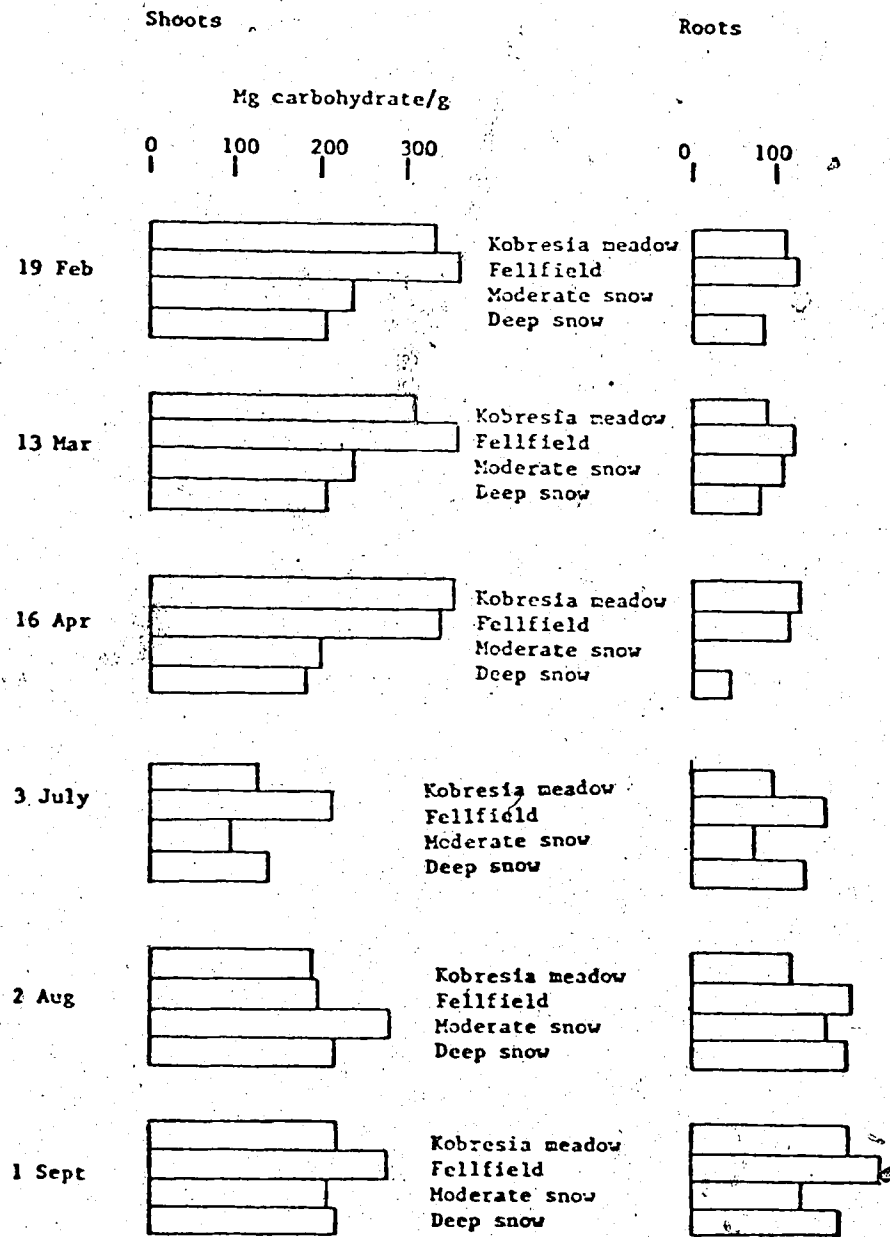 Shoots Roots
Mg carbohydrate/g
0 100 200 300 0 100
19 Feb
Kobresia meadow
Fellfield
Moderate snow
Deep snow
13 Mar
Kobresia meadow
Fellfield
Moderate snow
Deep snow
16 Apr
Kobresia meadow
Fellfield
Moderate snow
Deep snow
3 July
Kobresia meadow
Fellfield
Moderate snow
Deep snow
2 Aug
Kobresia meadow
Fellfield
Moderate snow
Deep snow
1 Sept
Kobresia meadow
Fellfield
Moderate snow
Deep snow